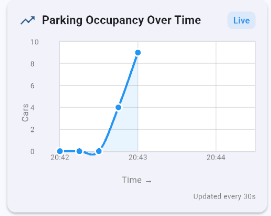 Parking Occupancy Over Time
Live
10
8
6
4
2
0
Cars
20:42
20:43
20:44
Time →
Updated every 30s